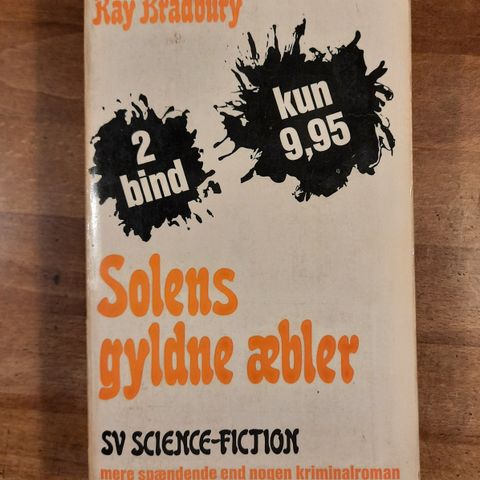 Ray Bradbury
2
bind
kun
9,95
Solens
gyldne æbler
SV SCIENCE-FICTION
mere spændende end nogen kriminalroman